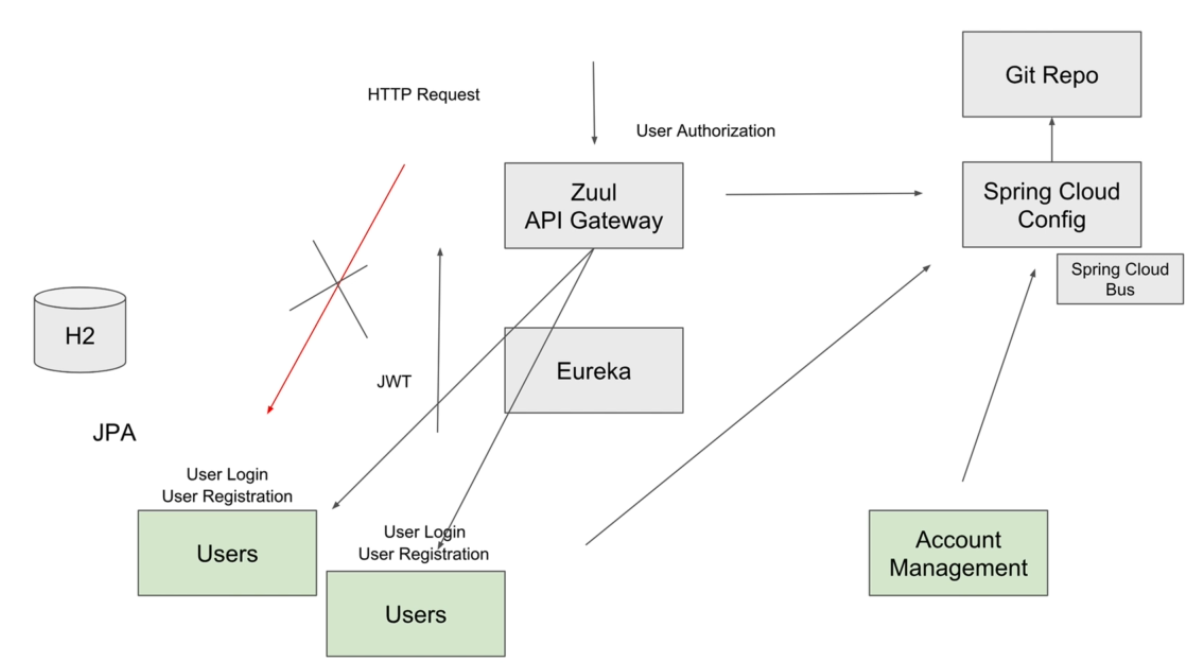 Git Repo
HTTP Request
User Authorization
Zuul
API Gateway
Spring Cloud
Config
Spring Cloud
Bus
H2
Eureka
JWT
JPA
User Login
User Registration
Users
User Login
User Registration
Users
Account
Management